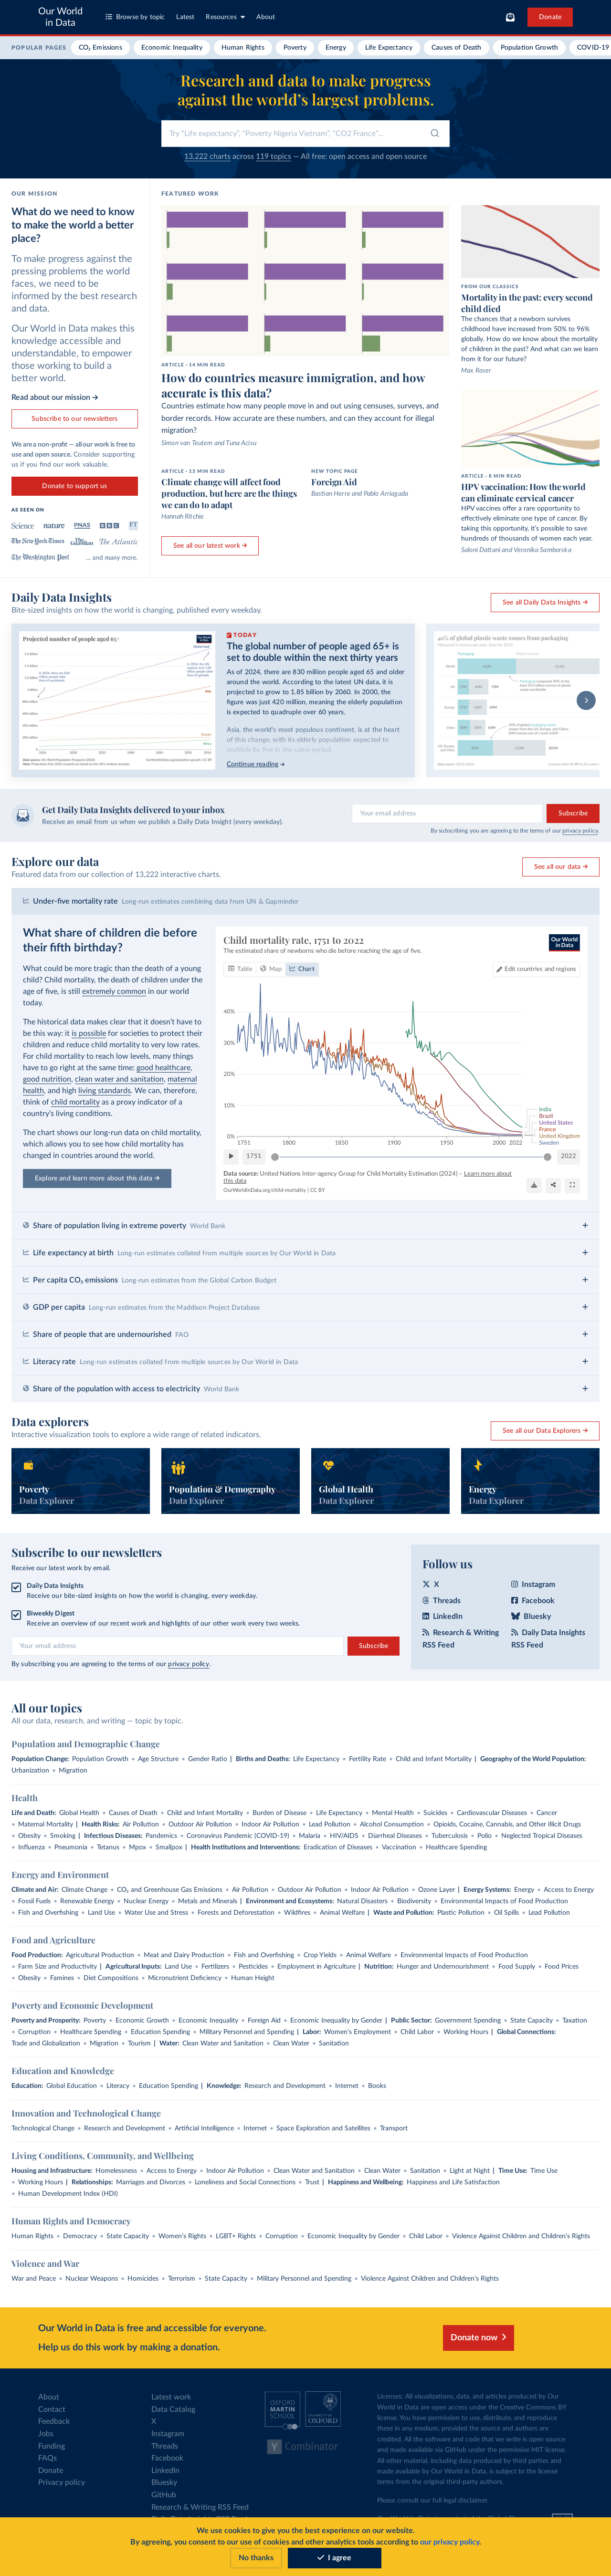 Our World
in Data
Browse by topic
Latest
Resources
About
Donate
POPULAR PAGES
CO₂ Emissions
Economic Inequality
Human Rights
Poverty
Energy
Life Expectancy
Causes of Death
Population Growth
COVID-19
Research and data to make progress
against the world's largest problems.
Try "Life expectancy", "Poverty Nigeria Vietnam", "CO2 France"...
13,222 charts across 119 topics — All free: open access and open source
OUR MISSION
What do we need to know
to make the world a better
place?
To make progress against the
pressing problems the world
faces, we need to be
informed by the best research
and data.
Our World in Data makes this
knowledge accessible and
understandable, to empower
those working to build a
better world.
Read about our mission →
Subscribe to our newsletters
We are a non-profit — all our work is free to
use and open source. Consider supporting
us if you find our work valuable.
Donate to support us
AS SEEN ON
Science nature PNAS BBC FT
The New York Times The Guardian The Atlantic
The Washington Post ... and many more.
FEATURED WORK
ARTICLE - 14 MIN READ
How do countries measure immigration, and how
accurate is this data?
Countries estimate how many people move in and out using censuses, surveys, and
border records. However accurate are these numbers, and can they account for illegal
migration?
Simon van Teutem and Tuna Acisu
ARTICLE - 13 MIN READ
Climate change will affect food
production, but here are the things
we can do to adapt
Hannah Ritchie
NEW TOPIC PAGE
Foreign Aid
Bastian Herre and Pablo Arriagada
See all our latest work →
FROM OUR CLASSICS
Mortality in the past: every second
child died
The chances that a newborn survives
childhood have increased from 50% to 96%
globally. How do we know about the mortality
of children in the past? And what can we learn
from it for our future?
Max Roser
ARTICLE - 8 MIN READ
HPV vaccination: How the world
can eliminate cervical cancer
HPV vaccines offer a rare opportunity to
effectively eliminate one type of cancer. By
taking this opportunity, it's possible to save
hundreds of thousands of women each year.
Saloni Dattani and Veronika Samborska
Daily Data Insights
Bite-sized insights on how the world is changing, published every weekday.
See all Daily Data Insights →
Projected number of people aged 65+
TODAY
The global number of people aged 65+ is
set to double within the next thirty years
As of 2024, there are 830 million people aged 65 and older
around the world. According to the latest UN data, it is
projected to grow to 1.85 billion by 2060. In 2000, the
figure was just 420 million, meaning the elderly population
is expected to quadruple over 60 years.
Asia, the world's most populous continent, is at the heart
of this change, with its elderly population expected to
multiply by five in the same period.
Continue reading →
40% of global plastic waste comes from packaging
Get Daily Data Insights delivered to your inbox
Receive an email from us when we publish a Daily Data Insight (every weekday).
Your email address
Subscribe
By subscribing you are agreeing to the terms of our privacy policy.
Explore our data
Featured data from our collection of 13,222 interactive charts.
See all our data →
Under-five mortality rate Long-run estimates combining data from UN & Gapminder
What share of children die before
their fifth birthday?
What could be more tragic than the death of a young
child? Child mortality, the death of children under the
age of five, is still extremely common in our world
today.
The historical data makes clear that it doesn't have to
be this way: it is possible for societies to protect their
children and reduce child mortality to very low rates.
For child mortality to reach low levels, many things
have to go right at the same time: good healthcare,
good nutrition, clean water and sanitation, maternal
health, and high living standards. We can, therefore,
think of child mortality as a proxy indicator of a
country's living conditions.
The chart shows our long-run data on child mortality,
which allows you to see how child mortality has
changed in countries around the world.
Explore and learn more about this data →
Child mortality rate, 1751 to 2022
The estimated share of newborns who die before reaching the age of five.
Our World
in Data
Table
Map
Chart
Edit countries and regions
40%
30%
20%
10%
0%
1751 1800 1850 1900 1950 2000 2022
India
Brazil
United States
France
United Kingdom
Sweden
1751
2022
Data source: United Nations Inter-agency Group for Child Mortality Estimation (2024) – Learn more about
this data
OurWorldinData.org/child-mortality | CC BY
Share of population living in extreme poverty World Bank +
Life expectancy at birth Long-run estimates collated from multiple sources by Our World in Data +
Per capita CO₂ emissions Long-run estimates from the Global Carbon Budget +
GDP per capita Long-run estimates from the Maddison Project Database +
Share of people that are undernourished FAO +
Literacy rate Long-run estimates collated from multiple sources by Our World in Data +
Share of the population with access to electricity World Bank +
Data explorers
Interactive visualization tools to explore a wide range of related indicators.
See all our Data Explorers →
Poverty
Data Explorer
Population & Demography
Data Explorer
Global Health
Data Explorer
Energy
Data Explorer
Subscribe to our newsletters
Receive our latest work by email.
Daily Data Insights
Receive our bite-sized insights on how the world is changing, every weekday.
Biweekly Digest
Receive an overview of our recent work and highlights of our other work every two weeks.
Your email address
Subscribe
By subscribing you are agreeing to the terms of our privacy policy.
Follow us
X
Instagram
Threads
Facebook
LinkedIn
Bluesky
Research & Writing
RSS Feed
Daily Data Insights
RSS Feed
All our topics
All our data, research, and writing — topic by topic.
Population and Demographic Change
Population Change: Population Growth • Age Structure • Gender Ratio | Births and Deaths: Life Expectancy • Fertility Rate • Child and Infant Mortality | Geography of the World Population:
Urbanization • Migration
Health
Life and Death: Global Health • Causes of Death • Child and Infant Mortality • Burden of Disease • Life Expectancy • Mental Health • Suicides • Cardiovascular Diseases • Cancer
• Maternal Mortality | Health Risks: Air Pollution • Outdoor Air Pollution • Indoor Air Pollution • Lead Pollution • Alcohol Consumption • Opioids, Cocaine, Cannabis, and Other Illicit Drugs
• Obesity • Smoking | Infectious Diseases: Pandemics • Coronavirus Pandemic (COVID-19) • Malaria • HIV/AIDS • Diarrheal Diseases • Tuberculosis • Polio • Neglected Tropical Diseases
• Influenza • Pneumonia • Tetanus • Mpox • Smallpox | Health Institutions and Interventions: Eradication of Diseases • Vaccination • Healthcare Spending
Energy and Environment
Climate and Air: Climate Change • CO₂ and Greenhouse Gas Emissions • Air Pollution • Outdoor Air Pollution • Indoor Air Pollution • Ozone Layer | Energy Systems: Energy • Access to Energy
• Fossil Fuels • Renewable Energy • Nuclear Energy • Metals and Minerals | Environment and Ecosystems: Natural Disasters • Biodiversity • Environmental Impacts of Food Production
• Fish and Overfishing • Land Use • Water Use and Stress • Forests and Deforestation • Wildfires • Animal Welfare | Waste and Pollution: Plastic Pollution • Oil Spills • Lead Pollution
Food and Agriculture
Food Production: Agricultural Production • Meat and Dairy Production • Fish and Overfishing • Crop Yields • Animal Welfare • Environmental Impacts of Food Production
• Farm Size and Productivity | Agricultural Inputs: Land Use • Fertilizers • Pesticides • Employment in Agriculture | Nutrition: Hunger and Undernourishment • Food Supply • Food Prices
• Obesity • Famines • Diet Compositions • Micronutrient Deficiency • Human Height
Poverty and Economic Development
Poverty and Prosperity: Poverty • Economic Growth • Economic Inequality • Foreign Aid • Economic Inequality by Gender | Public Sector: Government Spending • State Capacity • Taxation
• Corruption • Healthcare Spending • Education Spending • Military Personnel and Spending | Labor: Women's Employment • Child Labor • Working Hours | Global Connections:
Trade and Globalization • Migration • Tourism | Water: Clean Water and Sanitation • Clean Water • Sanitation
Education and Knowledge
Education: Global Education • Literacy • Education Spending | Knowledge: Research and Development • Internet • Books
Innovation and Technological Change
Technological Change • Research and Development • Artificial Intelligence • Internet • Space Exploration and Satellites • Transport
Living Conditions, Community, and Wellbeing
Housing and Infrastructure: Homelessness • Access to Energy • Indoor Air Pollution • Clean Water and Sanitation • Clean Water • Sanitation • Light at Night | Time Use: Time Use
• Working Hours | Relationships: Marriages and Divorces • Loneliness and Social Connections • Trust | Happiness and Wellbeing: Happiness and Life Satisfaction
• Human Development Index (HDI)
Human Rights and Democracy
Human Rights • Democracy • State Capacity • Women's Rights • LGBT+ Rights • Corruption • Economic Inequality by Gender • Child Labor • Violence Against Children and Children's Rights
Violence and War
War and Peace • Nuclear Weapons • Homicides • Terrorism • State Capacity • Military Personnel and Spending • Violence Against Children and Children's Rights
Our World in Data is free and accessible for everyone.
Help us do this work by making a donation.
Donate now
About
Contact
Feedback
Jobs
Funding
FAQs
Donate
Privacy policy
Latest work
Data Catalog
X
Instagram
Threads
Facebook
LinkedIn
Bluesky
GitHub
Research & Writing RSS Feed
OXFORD
MARTIN
SCHOOL
UNIVERSITY OF
OXFORD
Y Combinator
Licenses: All visualizations, data, and articles produced by Our
World in Data are open access under the Creative Commons BY
license. You have permission to use, distribute, and reproduce
these in any medium, provided the source and authors are
credited. All the software and code that we write is open source
and made available via GitHub under the permissive MIT license.
All other material, including data produced by third parties and
made available by Our World in Data, is subject to the license
terms from the original third-party authors.
Please consult our full legal disclaimer.
We use cookies to give you the best experience on our website.
By agreeing, you consent to our use of cookies and other analytics tools according to our privacy policy.
No thanks
I agree